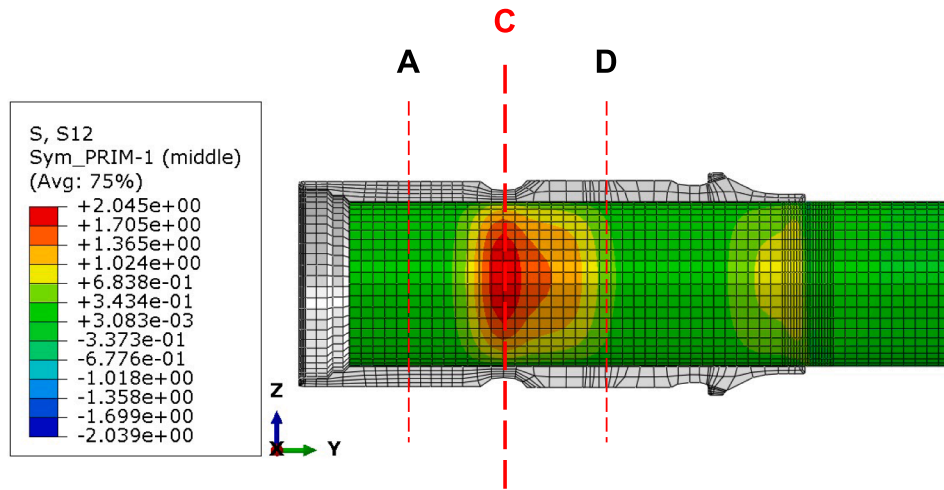 C
A
D
S, S12
Sym_PRIM-1 (middle)
(Avg: 75%)
+2.045e+00
+1.705e+00
+1.365e+00
+1.024e+00
+6.838e-01
+3.434e-01
+3.083e-03
-3.373e-01
-6.776e-01
-1.018e+00
-1.358e+00
-1.699e+00
-2.039e+00
Z
X
Y